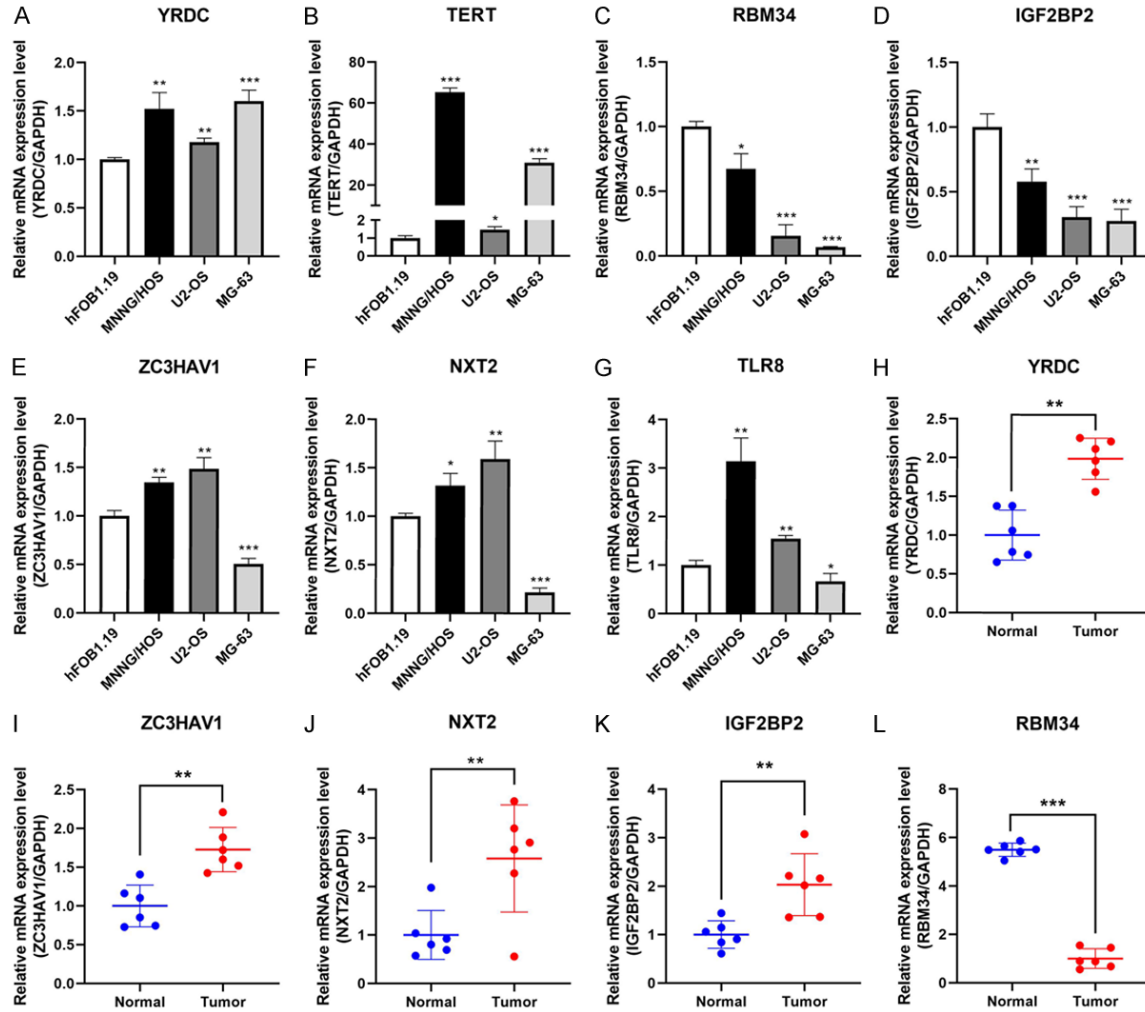 A
YRDC
Relative mRNA expression level
(YRDC/GAPDH)
2.0
1.5
1.0
0.5
0.0
**
**
***
hFOB1.19
MNNG/HOS
U2-OS
MG-63
B
TERT
Relative mRNA expression level
(TERT/GAPDH)
80
60
40
20
2
1
0
***
*
***
hFOB1.19
MNNG/HOS
U2-OS
MG-63
C
RBM34
Relative mRNA expression level
(RBM34/GAPDH)
1.5
1.0
0.5
0.0
*
***
***
hFOB1.19
MNNG/HOS
U2-OS
MG-63
D
IGF2BP2
Relative mRNA expression level
(IGF2BP2/GAPDH)
1.5
1.0
0.5
0.0
**
***
***
hFOB1.19
MNNG/HOS
U2-OS
MG-63
E
ZC3HAV1
Relative mRNA expression level
(ZC3HAV1/GAPDH)
2.0
1.5
1.0
0.5
0.0
**
**
***
hFOB1.19
MNNG/HOS
U2-OS
MG-63
F
NXT2
Relative mRNA expression level
(NXT2/GAPDH)
2.0
1.5
1.0
0.5
0.0
*
**
***
hFOB1.19
MNNG/HOS
U2-OS
MG-63
G
TLR8
Relative mRNA expression level
(TLR8/GAPDH)
4
3
2
1
0
**
**
*
hFOB1.19
MNNG/HOS
U2-OS
MG-63
H
YRDC
Relative mRNA expression level
(YRDC/GAPDH)
2.5
2.0
1.5
1.0
0.5
0.0
**
Normal
Tumor
I
ZC3HAV1
Relative mRNA expression level
(ZC3HAV1/GAPDH)
2.5
2.0
1.5
1.0
0.5
0.0
**
Normal
Tumor
J
NXT2
Relative mRNA expression level
(NXT2/GAPDH)
4
3
2
1
0
**
Normal
Tumor
K
IGF2BP2
Relative mRNA expression level
(IGF2BP2/GAPDH)
4
3
2
1
0
**
Normal
Tumor
L
RBM34
Relative mRNA expression level
(RBM34/GAPDH)
8
6
4
2
0
***
Normal
Tumor